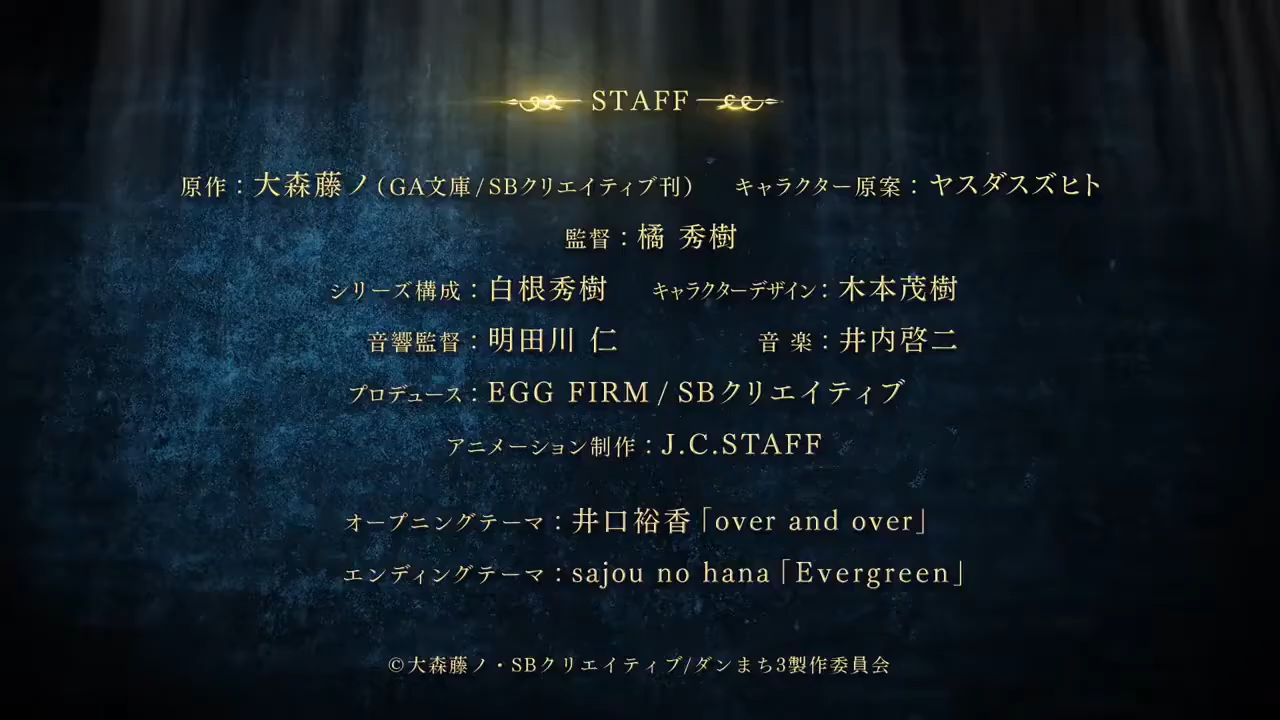 STAFF
原作：大森藤ノ（GA文庫/SBクリエイティブ刊）　キャラクター原案：ヤスダスズヒト
監督：橘 秀樹
シリーズ構成：白根秀樹　キャラクターデザイン：木本茂樹
音響監督：明田川 仁　音 楽：井内啓二
プロデュース：EGG FIRM / SBクリエイティブ
アニメーション制作：J.C.STAFF
オープニングテーマ：井口裕香「over and over」
エンディングテーマ：sajou no hana「Evergreen」
©大森藤ノ・SBクリエイティブ/ダンまち3製作委員会